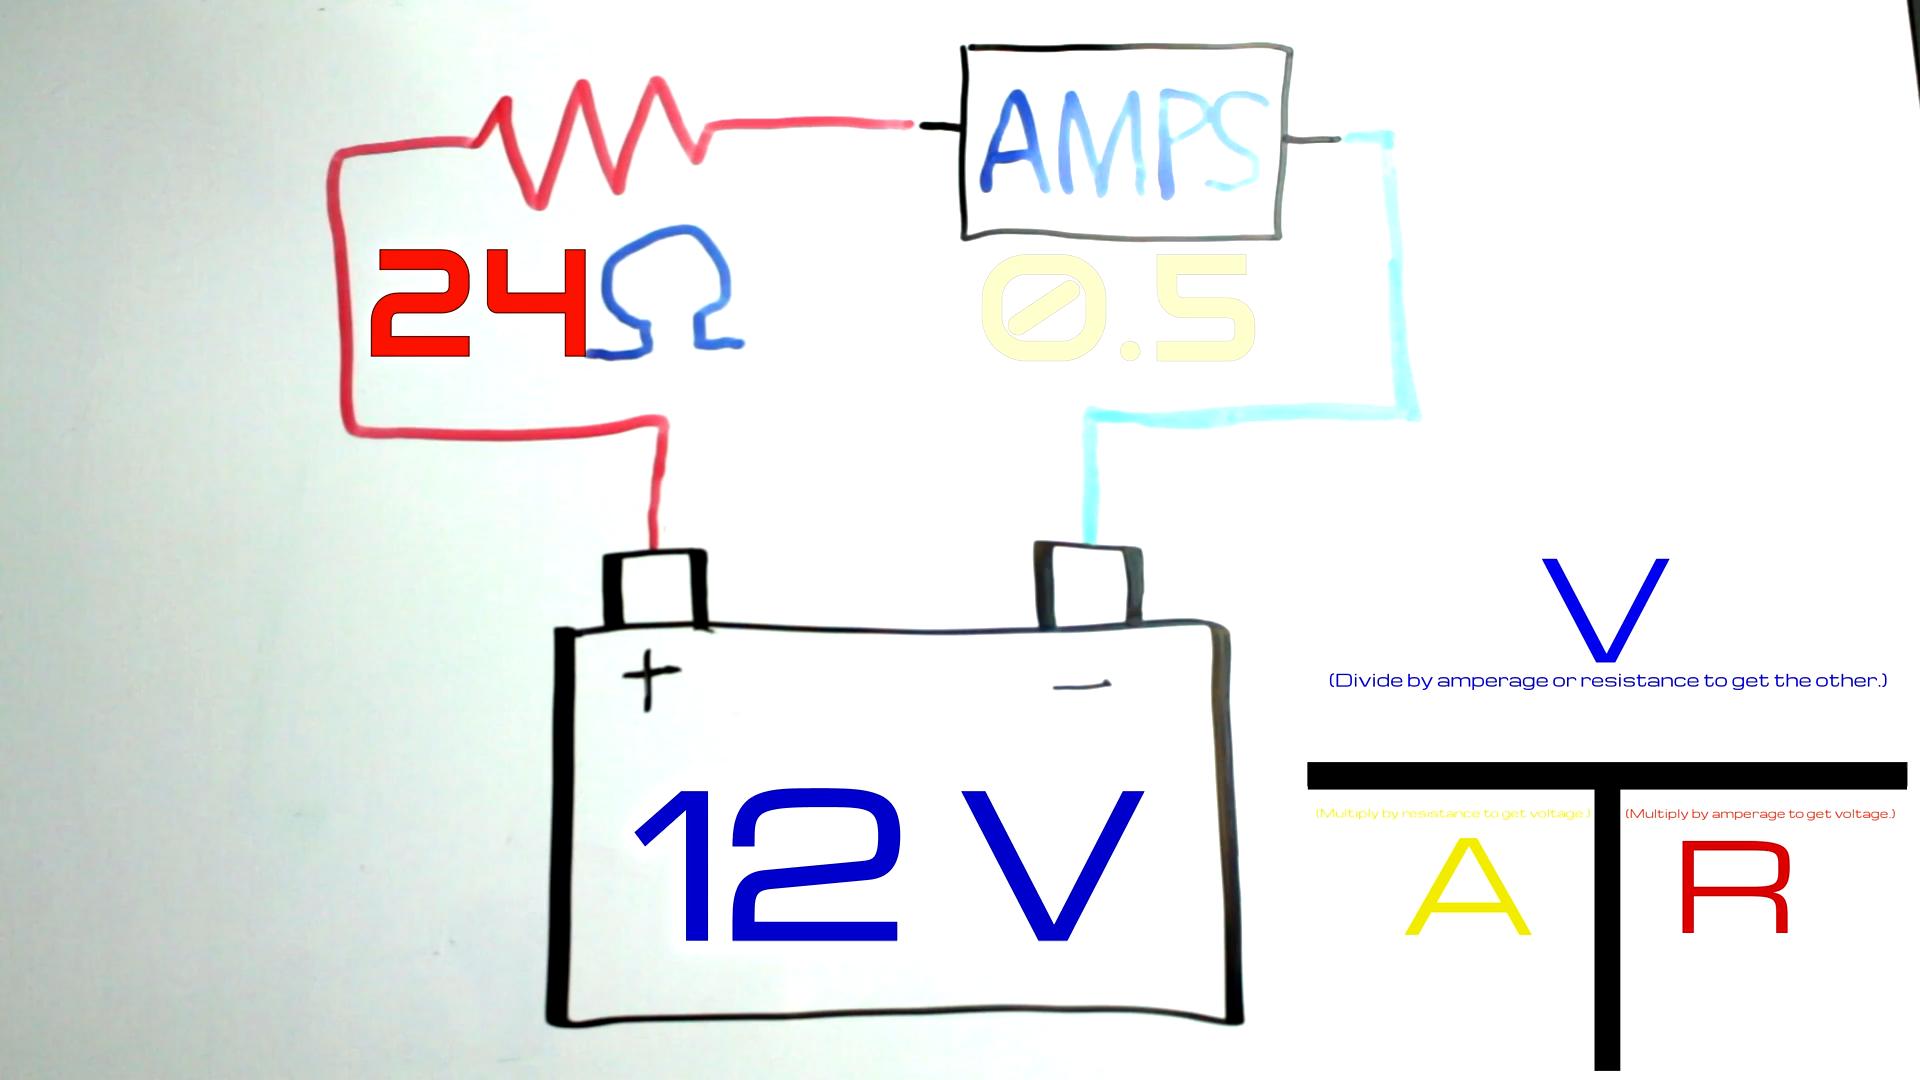 AMPS
24Ω
0.5
+ −
12 V
V
(Divide by amperage or resistance to get the other.)
(Multiply by resistance to get voltage.) (Multiply by amperage to get voltage.)
A R